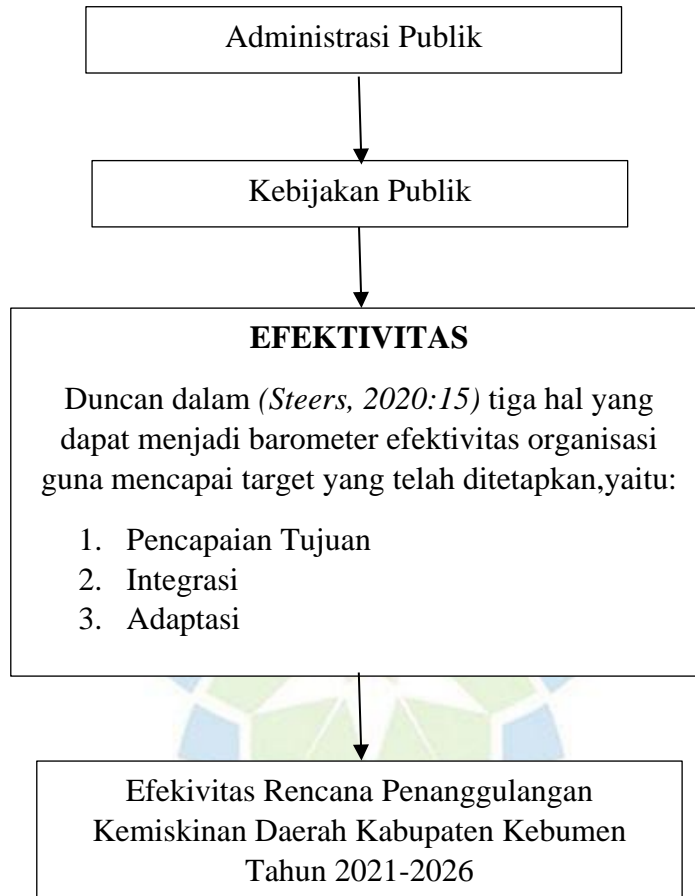 Administrasi Publik
Kebijakan Publik
EFEKTIVITAS
Duncan dalam (Steers, 2020:15) tiga hal yang
dapat menjadi barometer efektivitas organisasi
guna mencapai target yang telah ditetapkan,yaitu:
1. Pencapaian Tujuan
2. Integrasi
3. Adaptasi
Efekivitas Rencana Penanggulangan
Kemiskinan Daerah Kabupaten Kebumen
Tahun 2021-2026